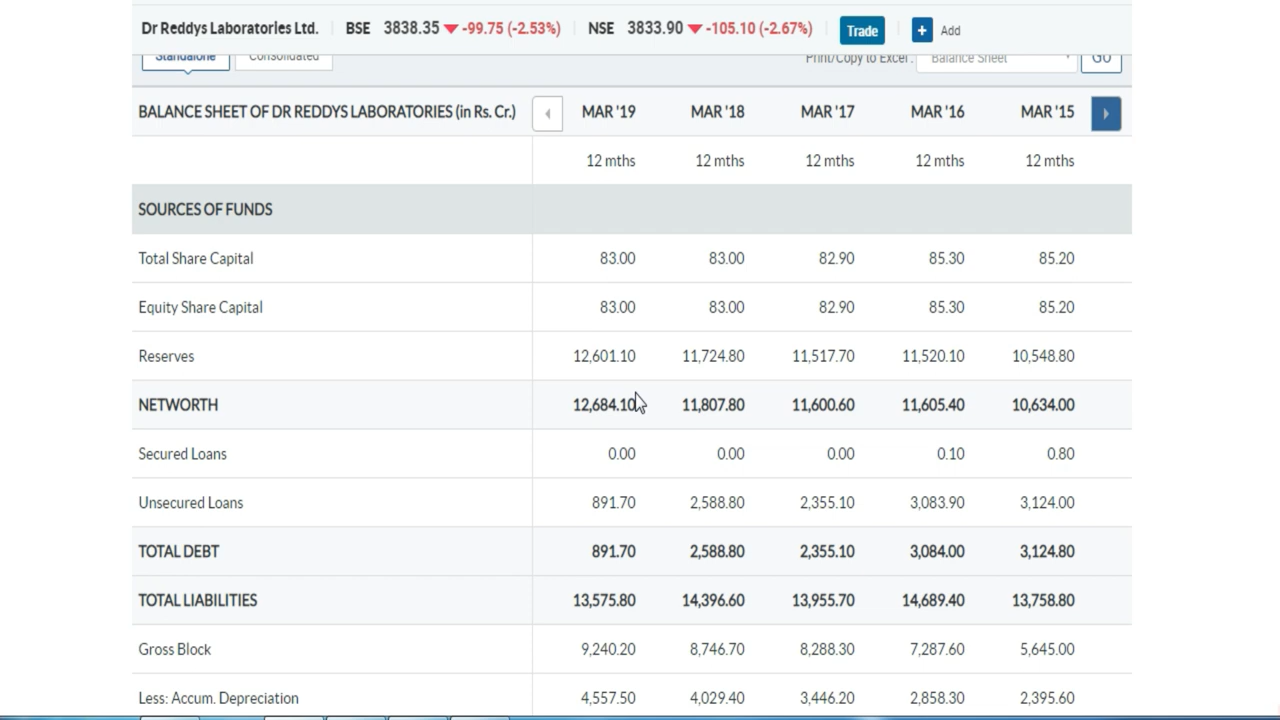 Dr Reddys Laboratories Ltd. BSE 3838.35 -99.75 (-2.53%) NSE 3833.90 -105.10 (-2.67%) Trade + Add
Standalone Consolidated Print/Copy to Excel : Balance Sheet GO
BALANCE SHEET OF DR REDDYS LABORATORIES (in Rs. Cr.) MAR '19 MAR '18 MAR '17 MAR '16 MAR '15
12 mths 12 mths 12 mths 12 mths 12 mths
SOURCES OF FUNDS
Total Share Capital 83.00 83.00 82.90 85.30 85.20
Equity Share Capital 83.00 83.00 82.90 85.30 85.20
Reserves 12,601.10 11,724.80 11,517.70 11,520.10 10,548.80
NETWORTH 12,684.10 11,807.80 11,600.60 11,605.40 10,634.00
Secured Loans 0.00 0.00 0.00 0.10 0.80
Unsecured Loans 891.70 2,588.80 2,355.10 3,083.90 3,124.00
TOTAL DEBT 891.70 2,588.80 2,355.10 3,084.00 3,124.80
TOTAL LIABILITIES 13,575.80 14,396.60 13,955.70 14,689.40 13,758.80
Gross Block 9,240.20 8,746.70 8,288.30 7,287.60 5,645.00
Less: Accum. Depreciation 4,557.50 4,029.40 3,446.20 2,858.30 2,395.60